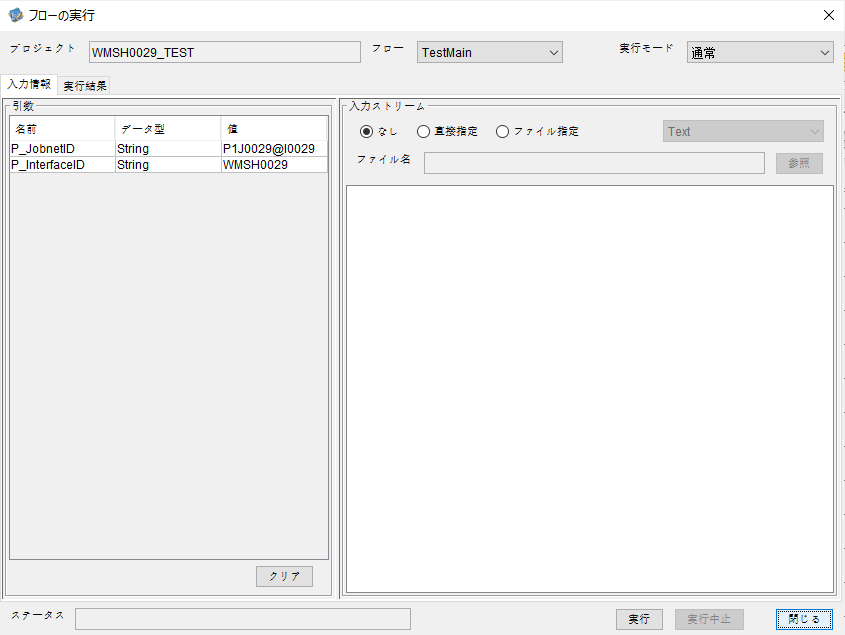 フローの実行
プロジェクト WMSH0029_TEST フロー TestMain 実行モード 通常
入力情報 実行結果
引数
名前 データ型 値
P_JobnetID String P1J0029@I0029
P_InterfaceID String WMSH0029
クリア
入力ストリーム
なし 直接指定 ファイル指定 Text
ファイル名 参照
ステータス 実行 実行中止 閉じる